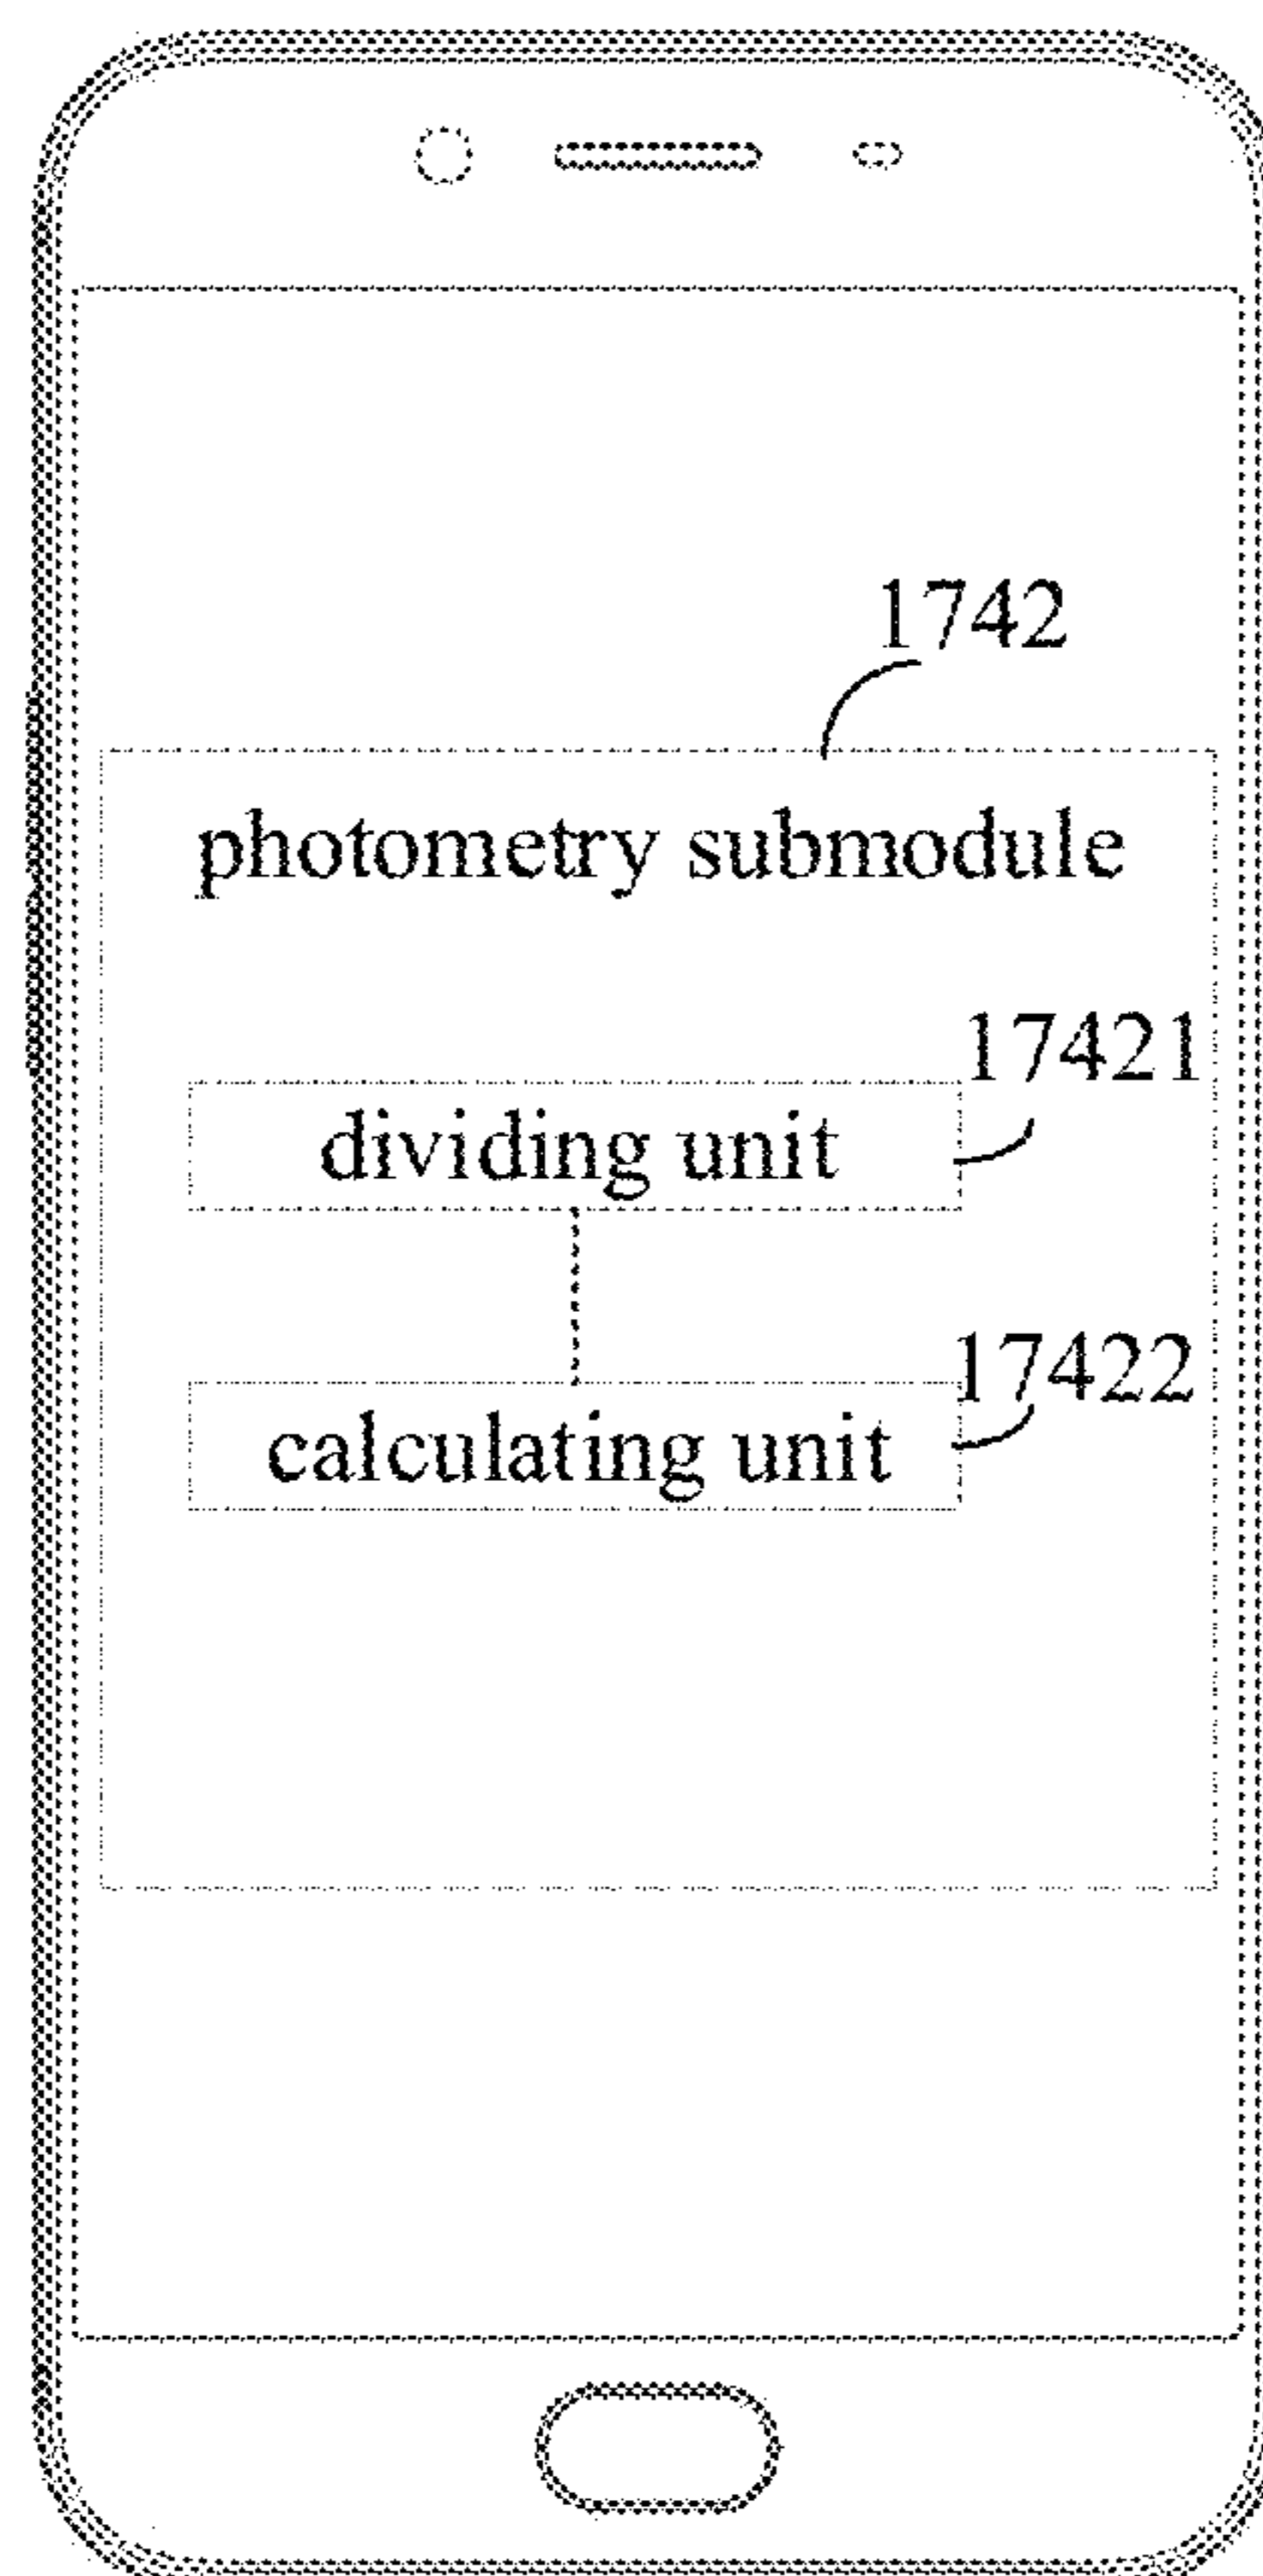 1742
photometry submodule
17421
dividing unit
17422
calculating unit